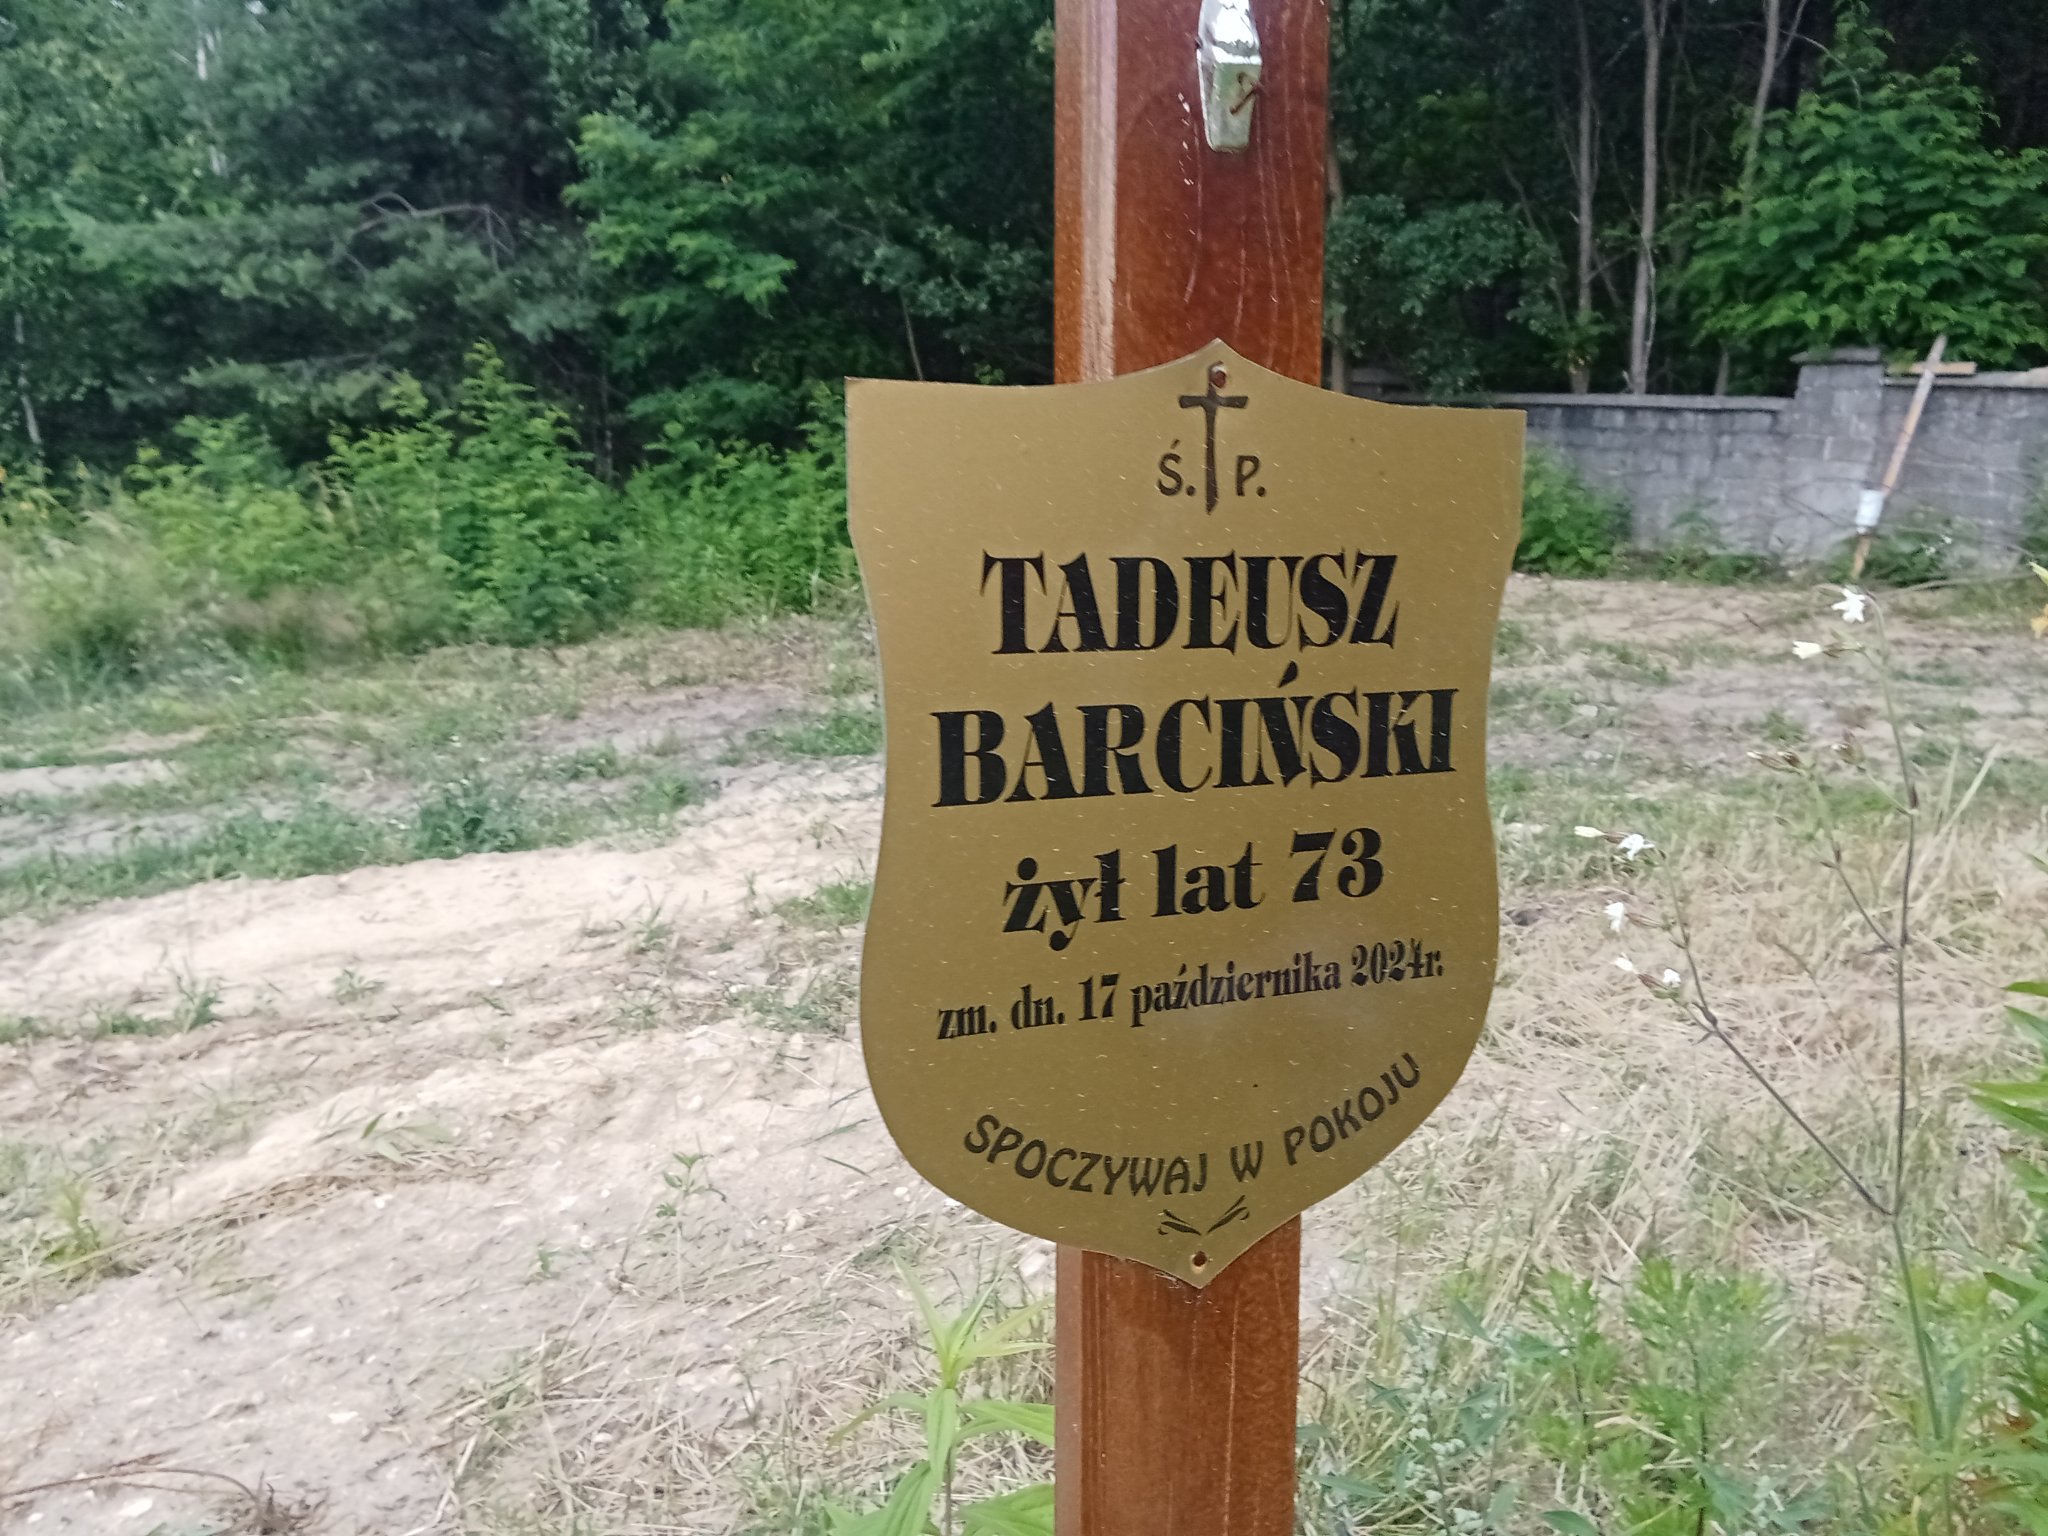 Ś. P.
TADEUSZ
BARCIŃSKI
żył lat 73
zm. dn. 17 października 2024r.
SPOCZYWAJ W POKOJU